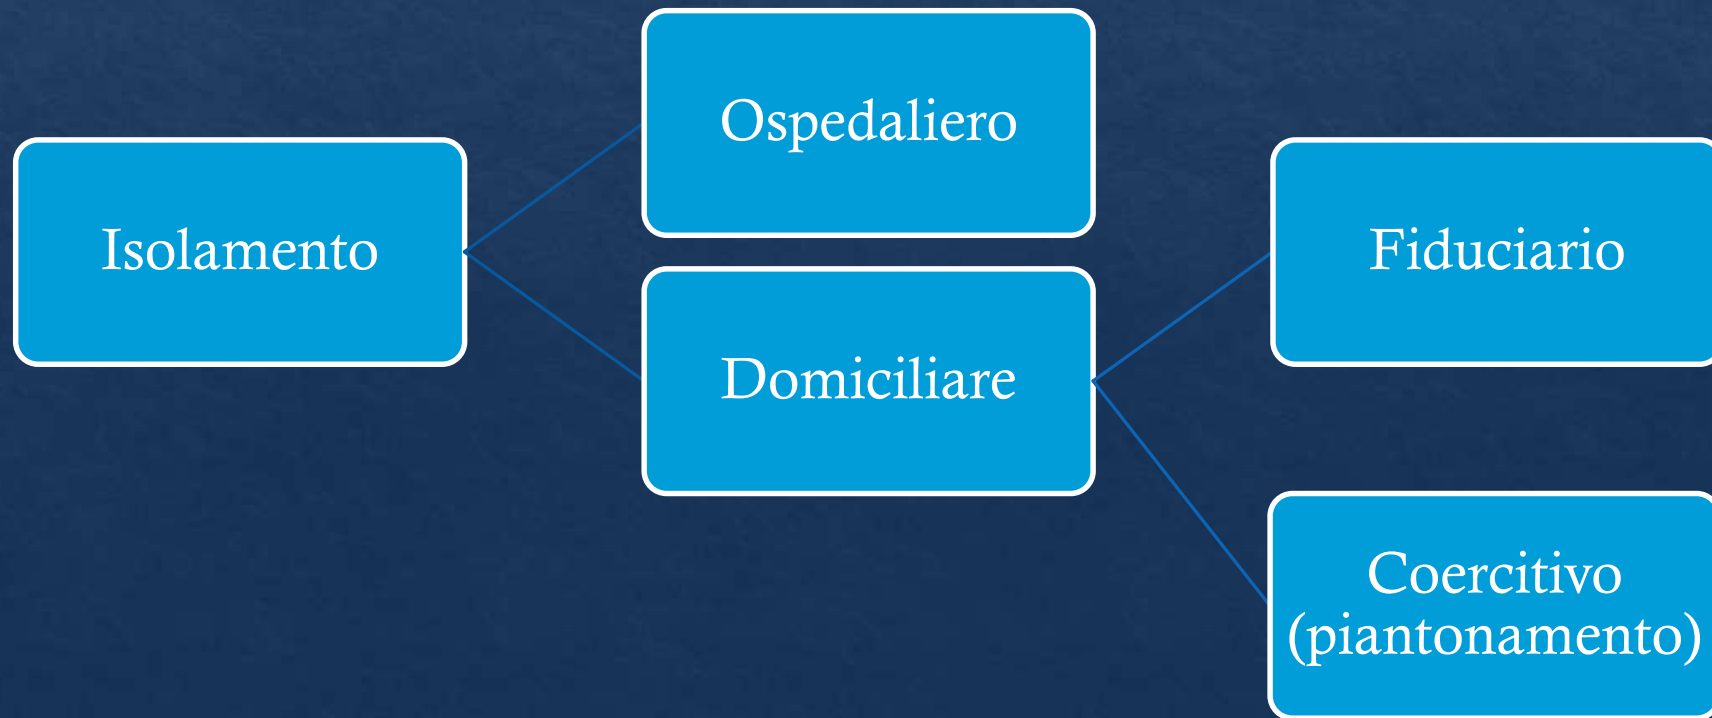 Isolamento
Ospedaliero
Domiciliare
Fiduciario
Coercitivo
(piantonamento)